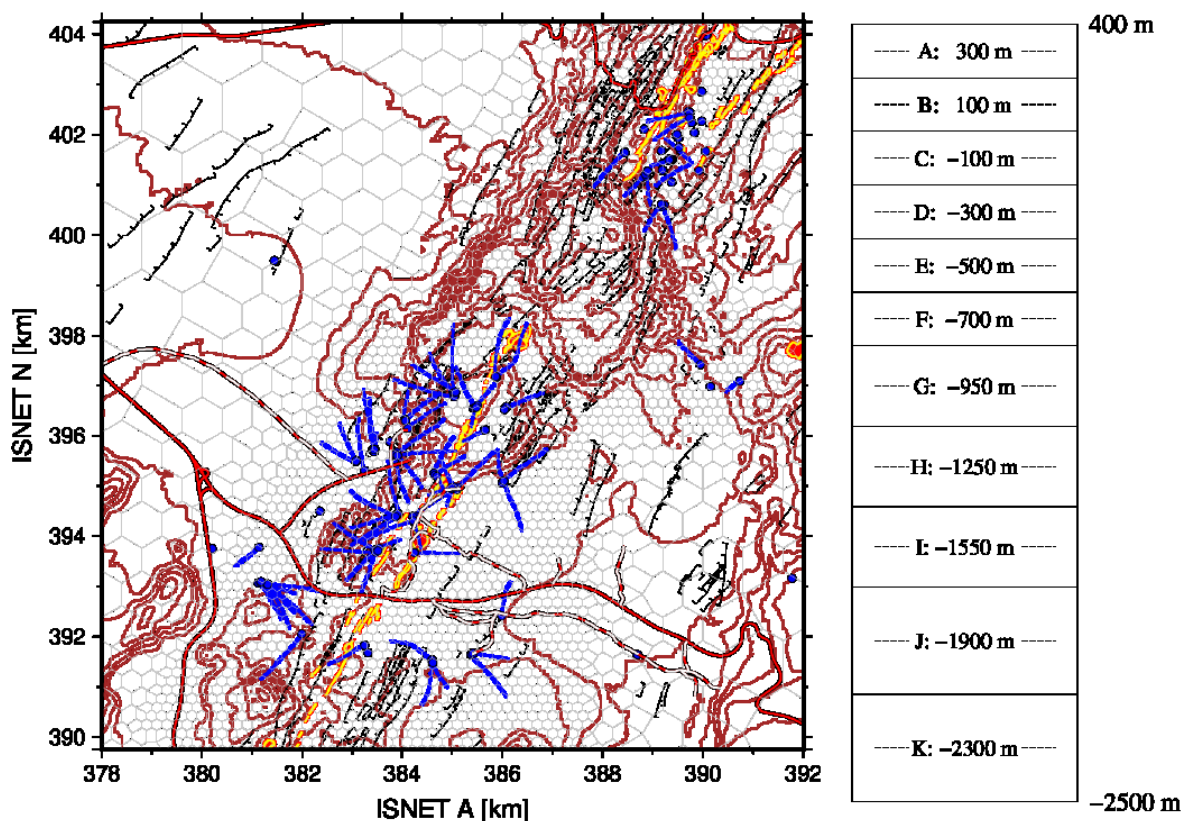 404
402
400
398
396
394
392
390
ISNET N [km]
378
380
382
384
386
388
390
392
ISNET A [km]
400 m
A: 300 m
B: 100 m
C: −100 m
D: −300 m
E: −500 m
F: −700 m
G: −950 m
H: −1250 m
I: −1550 m
J: −1900 m
K: −2300 m
−2500 m